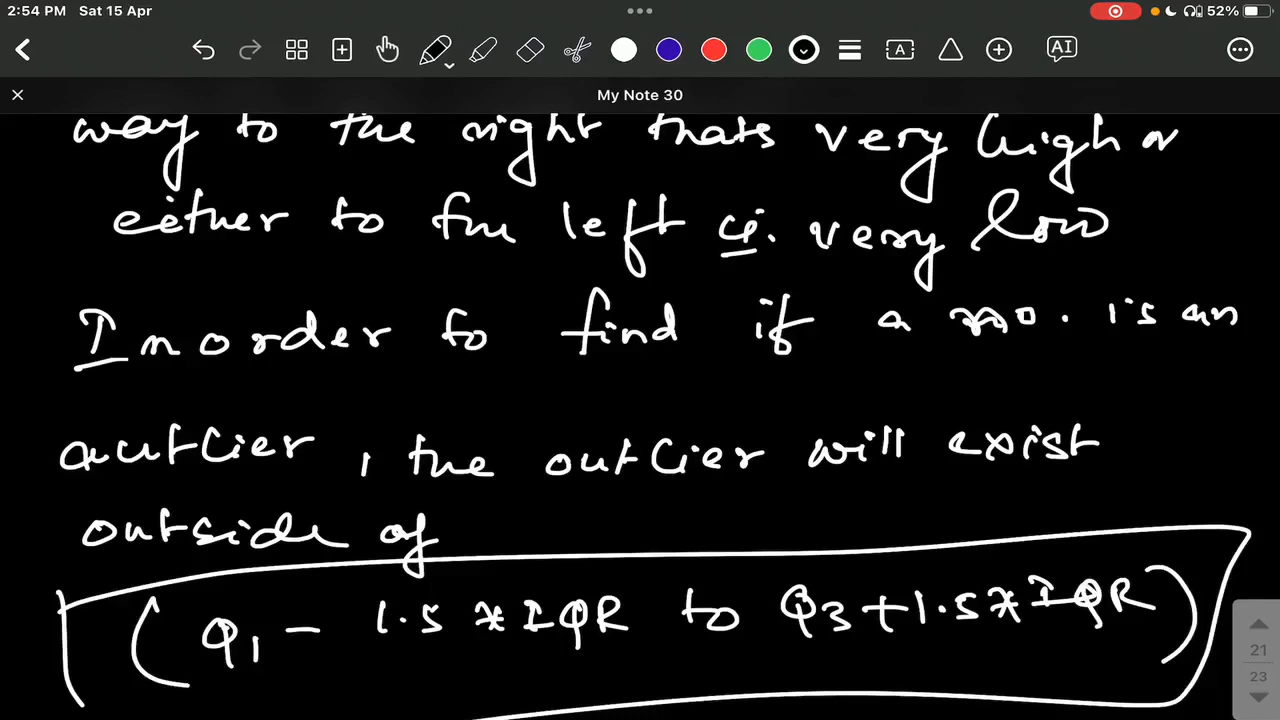 2:54 PM Sat 15 Apr 52%
A AI
My Note 30
way to the right thats very high or
either to the left ie. very low
In order to find if a no. is an
outlier, the outlier will exist
outside of
(Q1 - 1.5 * IQR to Q3 + 1.5 * IQR)
21
23